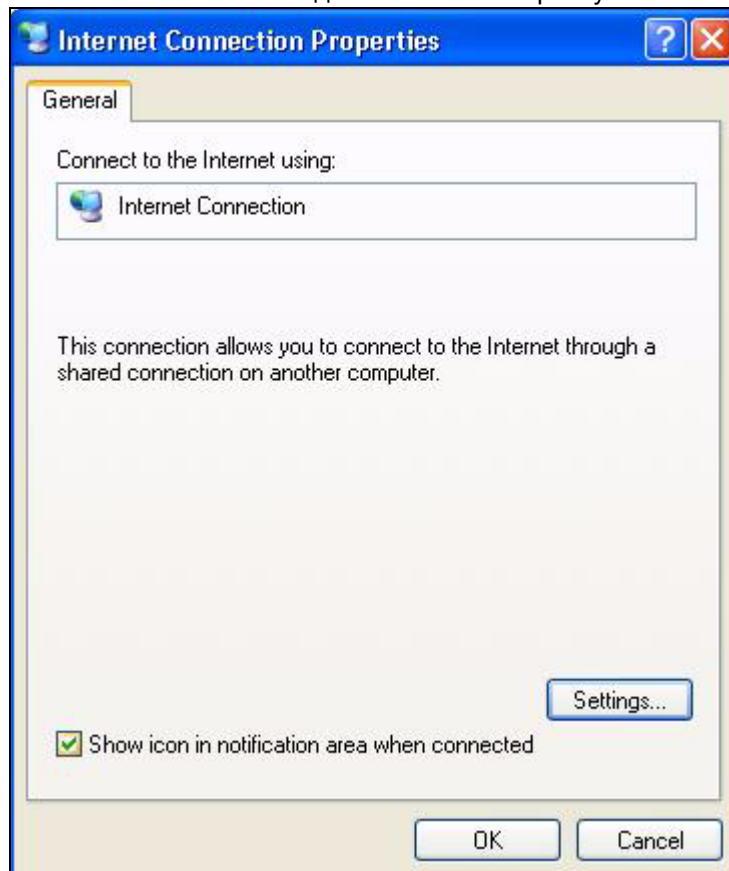 Internet Connection Properties
General
Connect to the Internet using:
Internet Connection
This connection allows you to connect to the Internet through a
shared connection on another computer.
Settings...
Show icon in notification area when connected
OK
Cancel